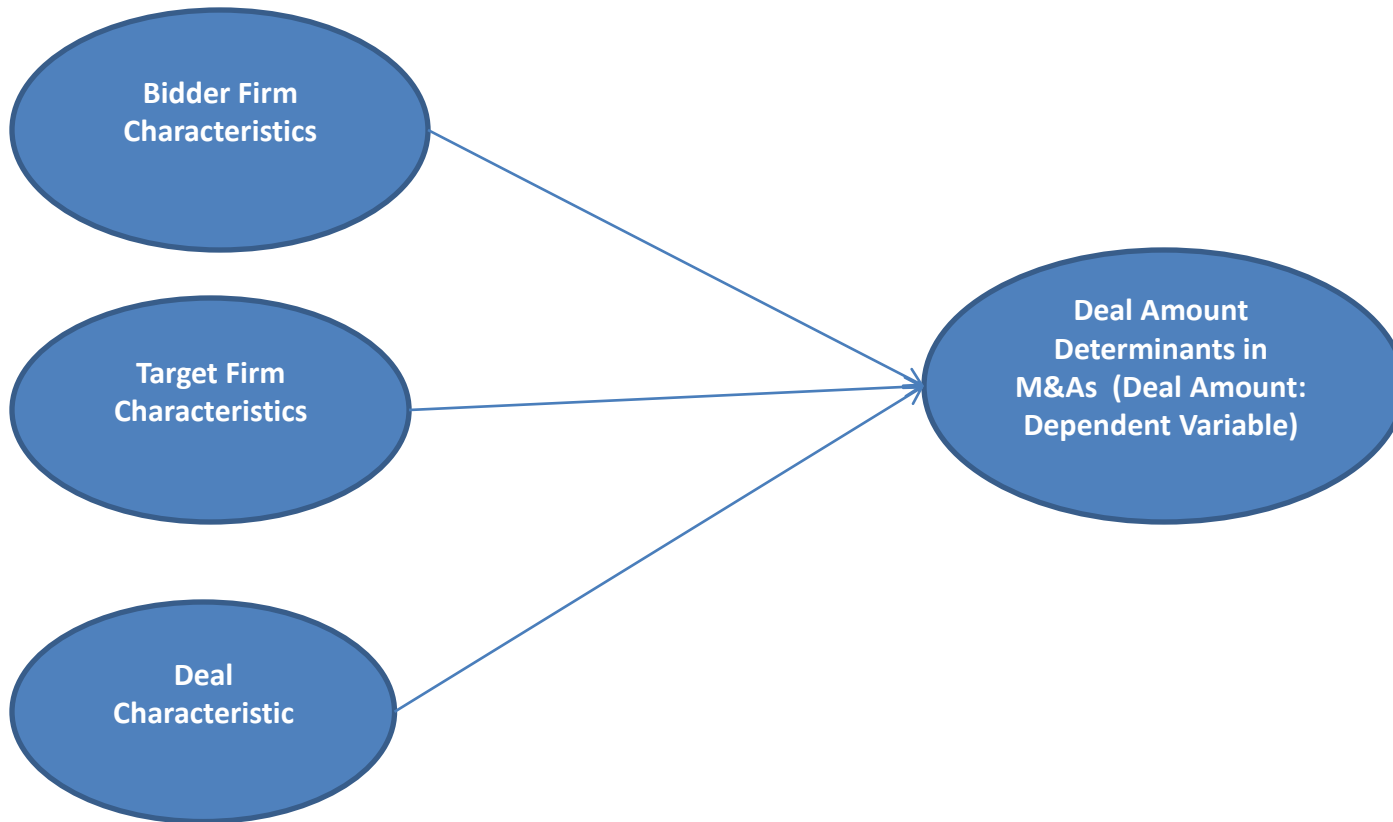 Bidder Firm
Characteristics
Target Firm
Characteristics
Deal
Characteristic
Deal Amount
Determinants in
M&As (Deal Amount:
Dependent Variable)